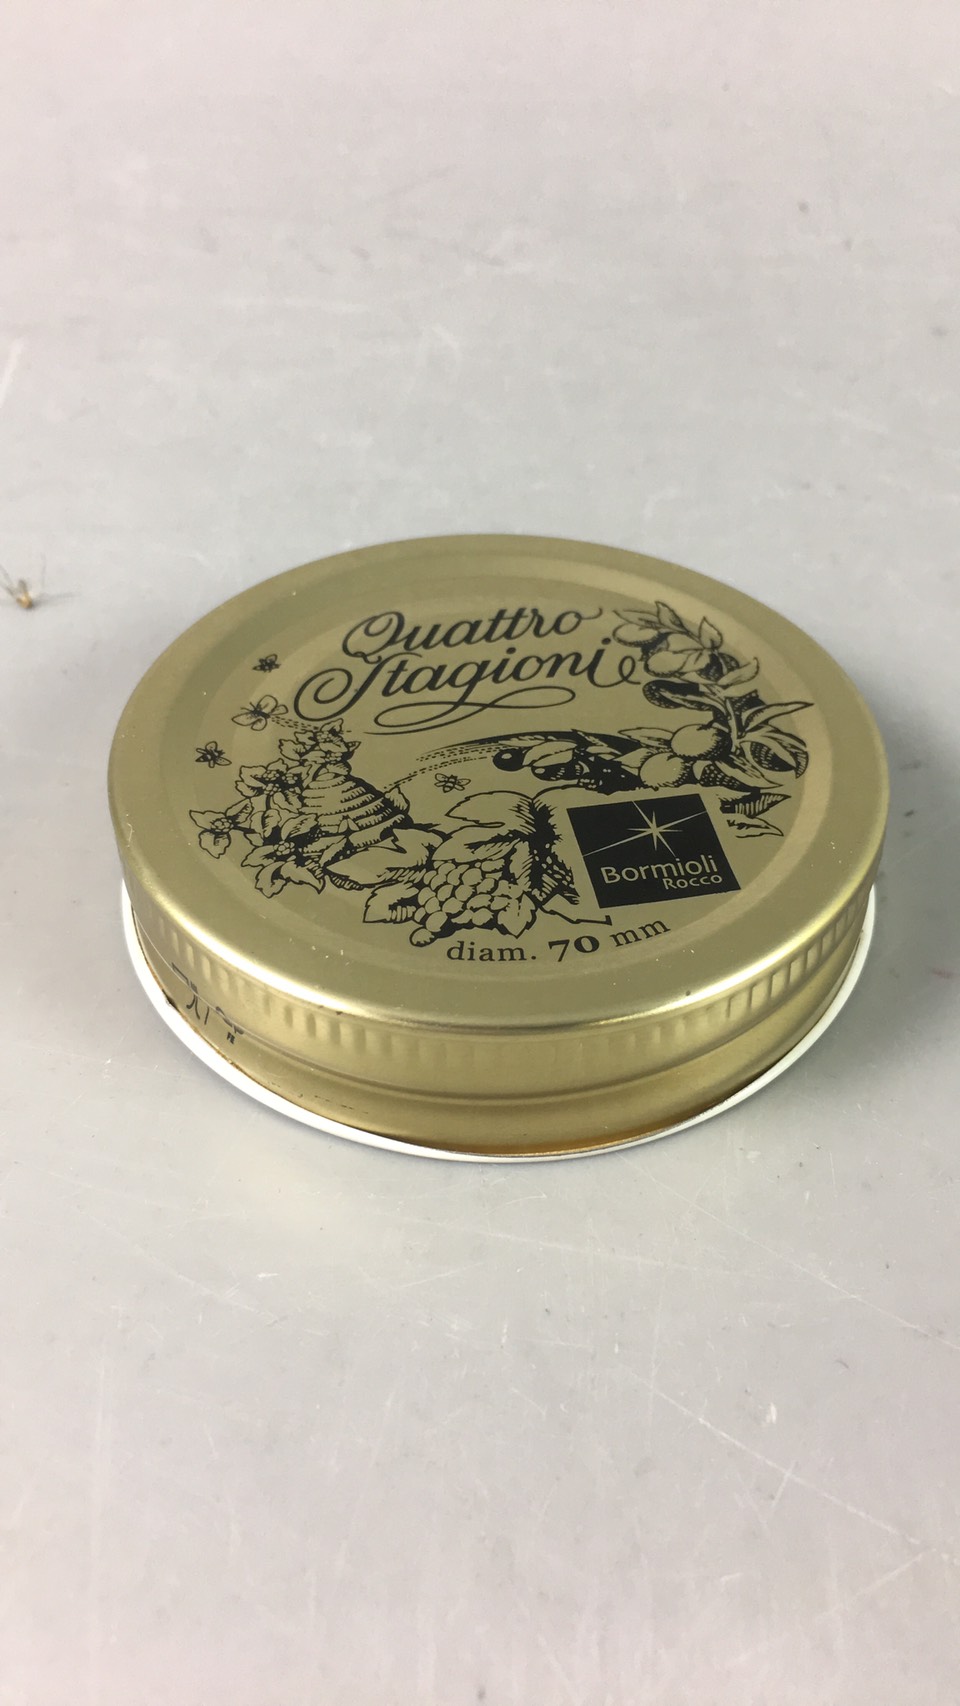 Quattro
Stagioni
Bormioli
Rocco
diam. 70 mm